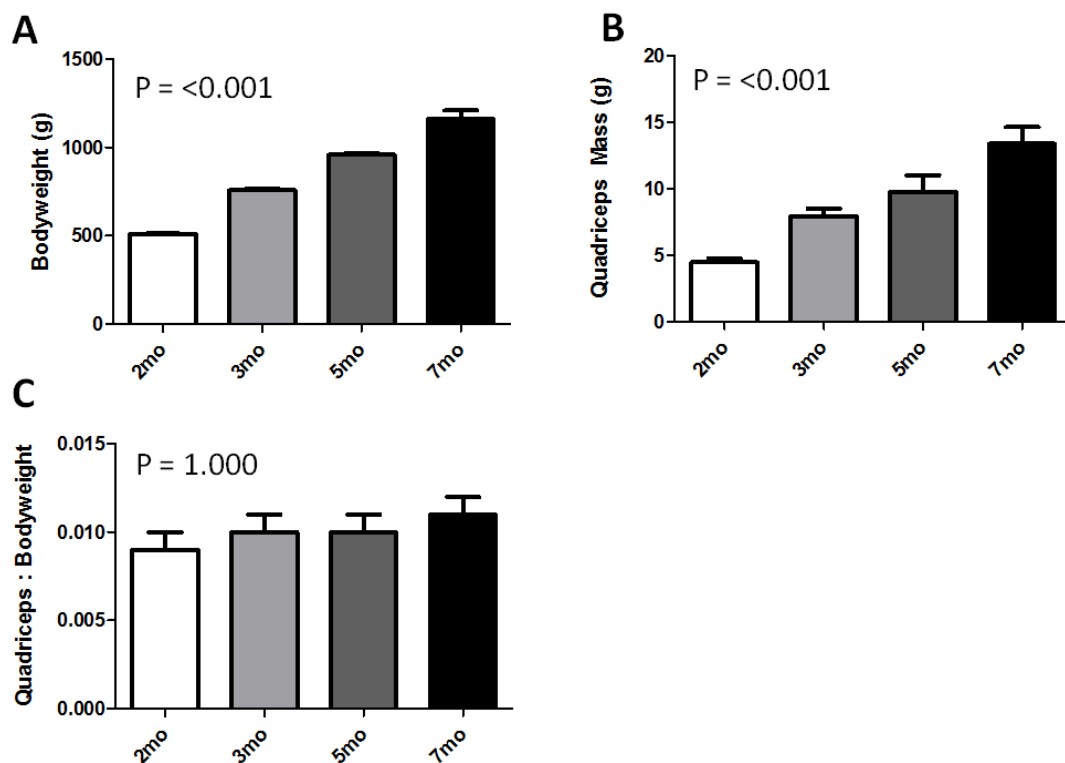 A
Bodyweight (g)
1500
1000
500
0
P = <0.001
2mo
3mo
5mo
7mo
B
Quadriceps Mass (g)
20
15
10
5
0
P = <0.001
2mo
3mo
5mo
7mo
C
Quadriceps : Bodyweight
0.015
0.010
0.005
0.000
P = 1.000
2mo
3mo
5mo
7mo